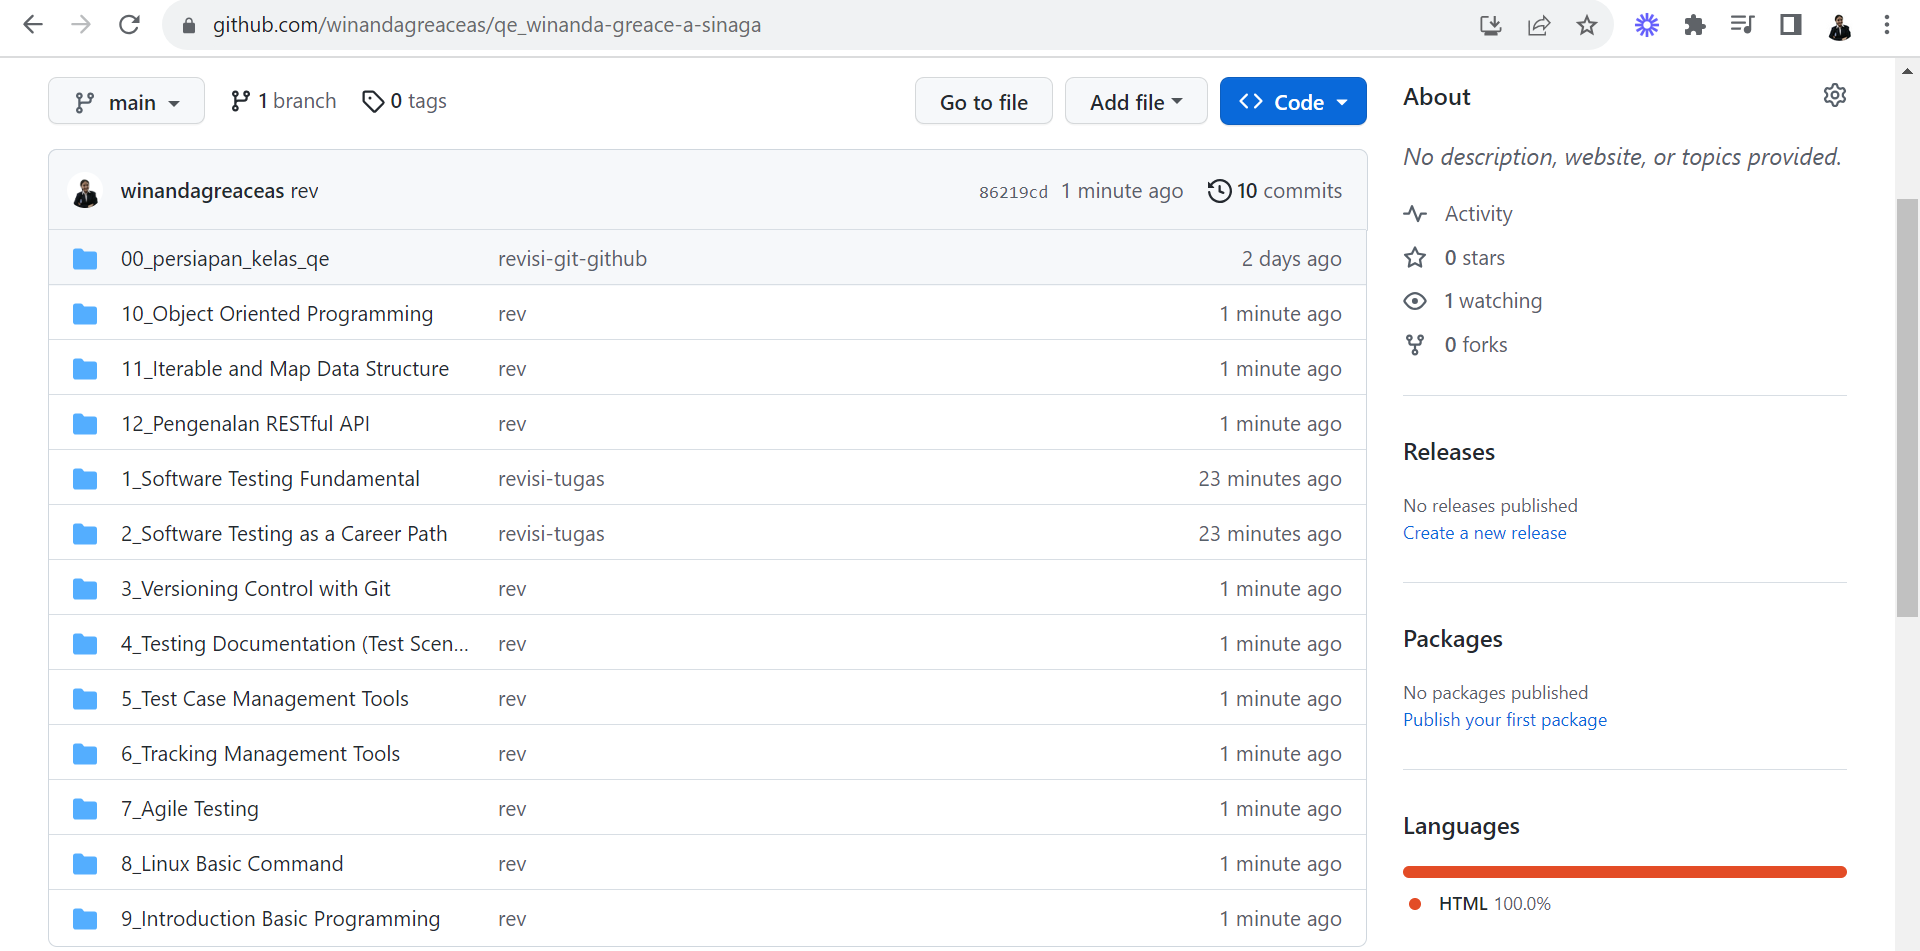 github.com/winandagreaceas/qe_winanda-greace-a-sinaga
main 1 branch 0 tags Go to file Add file <> Code
winandagreaceas rev 86219cd 1 minute ago 10 commits
00_persiapan_kelas_qe revisi-git-github 2 days ago
10_Object Oriented Programming rev 1 minute ago
11_Iterable and Map Data Structure rev 1 minute ago
12_Pengenalan RESTful API rev 1 minute ago
1_Software Testing Fundamental revisi-tugas 23 minutes ago
2_Software Testing as a Career Path revisi-tugas 23 minutes ago
3_Versioning Control with Git rev 1 minute ago
4_Testing Documentation (Test Scen... rev 1 minute ago
5_Test Case Management Tools rev 1 minute ago
6_Tracking Management Tools rev 1 minute ago
7_Agile Testing rev 1 minute ago
8_Linux Basic Command rev 1 minute ago
9_Introduction Basic Programming rev 1 minute ago
About
No description, website, or topics provided.
Activity
0 stars
1 watching
0 forks
Releases
No releases published
Create a new release
Packages
No packages published
Publish your first package
Languages
HTML 100.0%